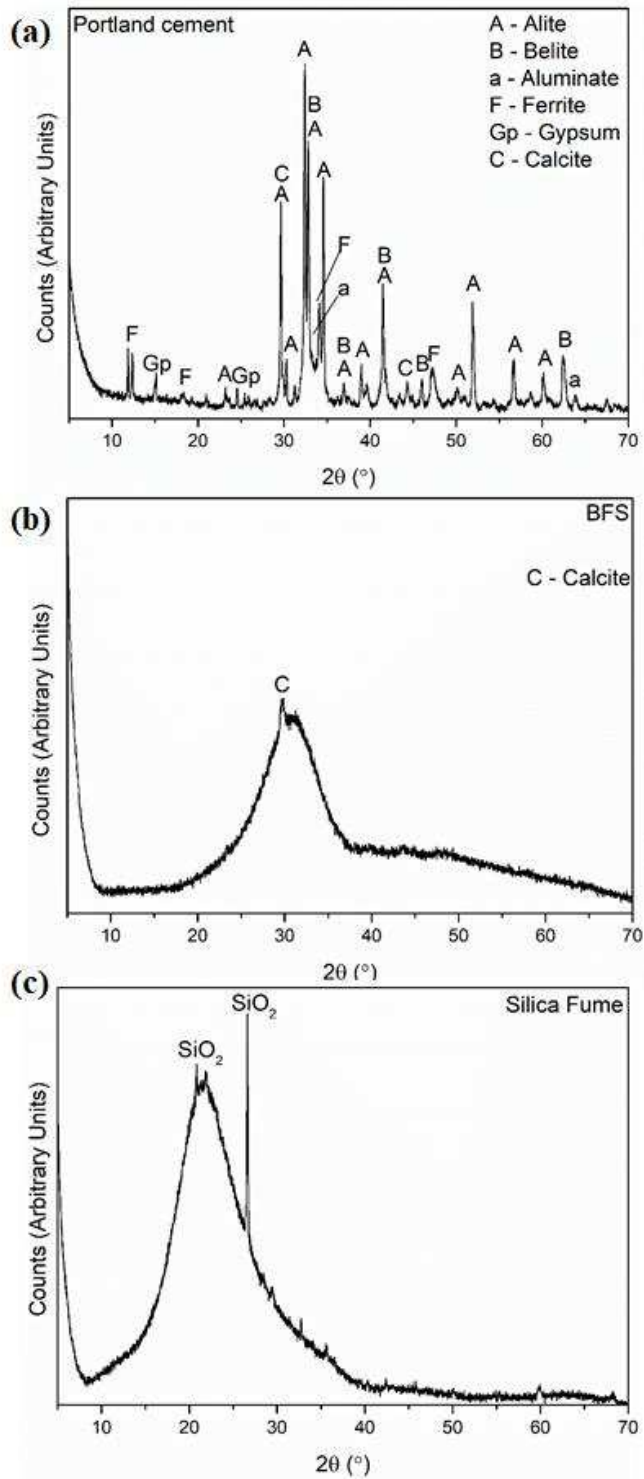 (a)
Portland cement
A - Alite
B - Belite
a - Aluminate
F - Ferrite
Gp - Gypsum
C - Calcite
A
B
A
C
A
A
F
a
B
A
F
Gp
F
A
Gp
A
B
A
A
C
B
F
A
A
A
A
B
a
Counts (Arbitrary Units)
10 20 30 40 50 60 70
2θ (°)
(b)
BFS
C - Calcite
C
Counts (Arbitrary Units)
10 20 30 40 50 60 70
2θ (°)
(c)
Silica Fume
SiO₂
SiO₂
Counts (Arbitrary Units)
10 20 30 40 50 60 70
2θ (°)